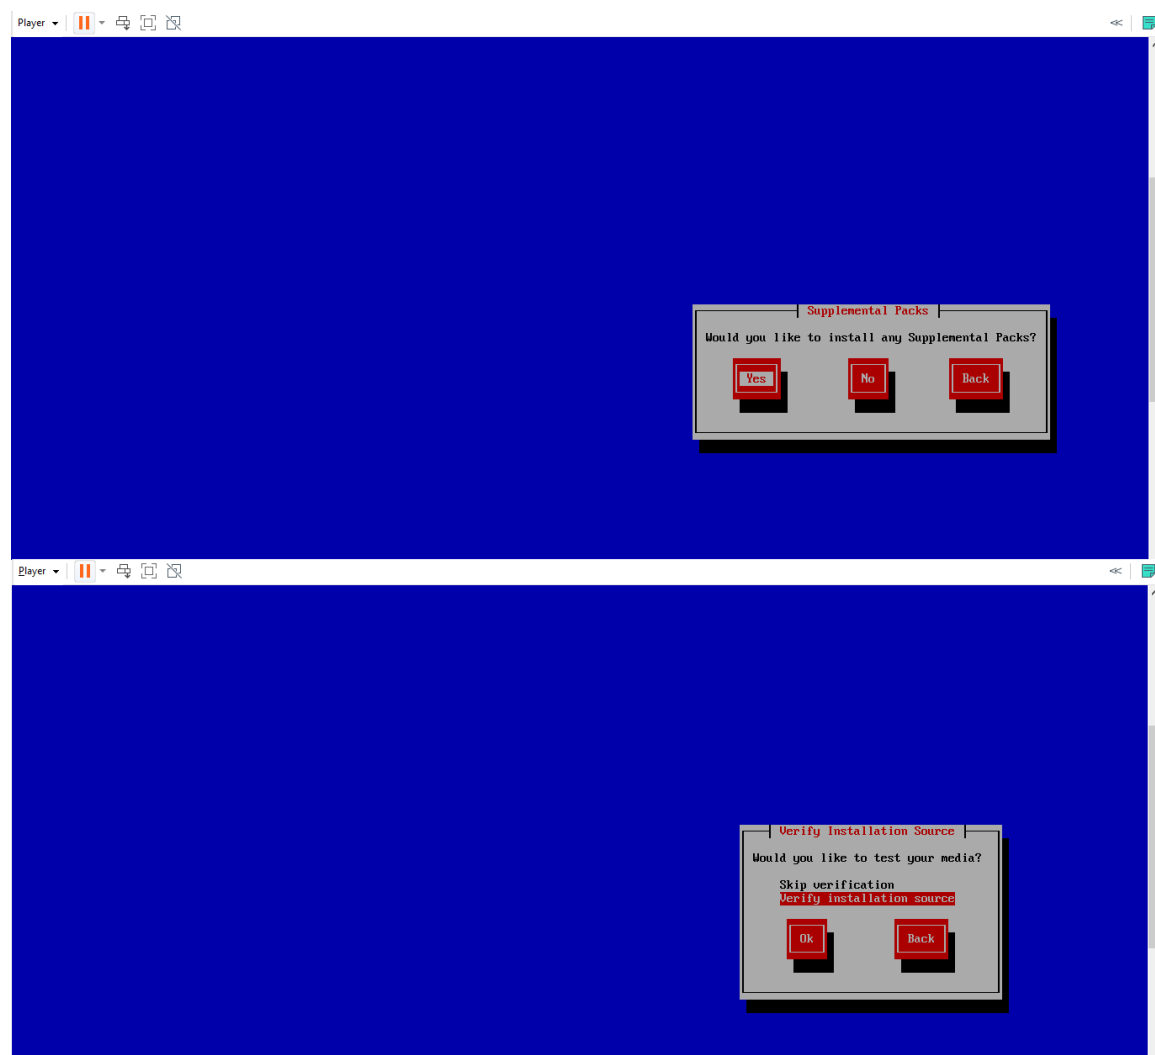 Player
Supplemental Packs
Would you like to install any Supplemental Packs?
Yes No Back
Player
Verify Installation Source
Would you like to test your media?
Skip verification
Verify installation source
Ok Back